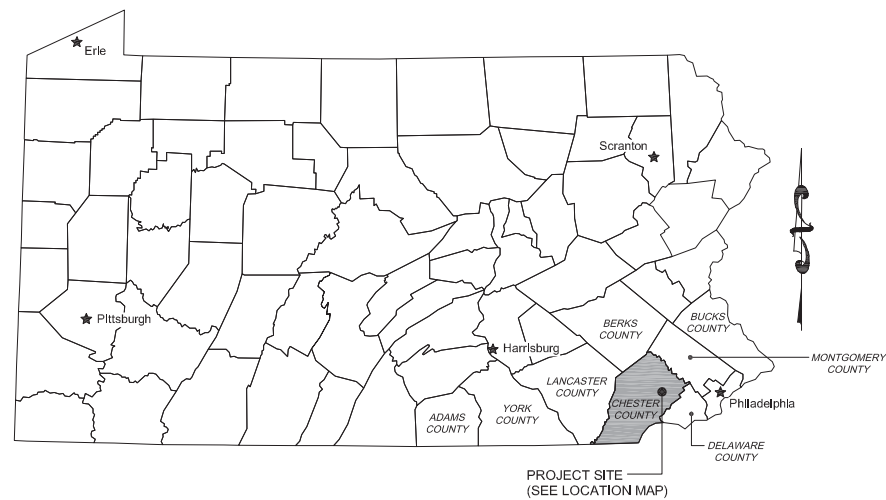 Erie
Scranton
Pittsburgh
Harrisburg
BERKS
COUNTY
BUCKS
COUNTY
MONTGOMERY
COUNTY
LANCASTER
COUNTY
CHESTER
COUNTY
Philadelphia
ADAMS
COUNTY
YORK
COUNTY
DELAWARE
COUNTY
PROJECT SITE
(SEE LOCATION MAP)